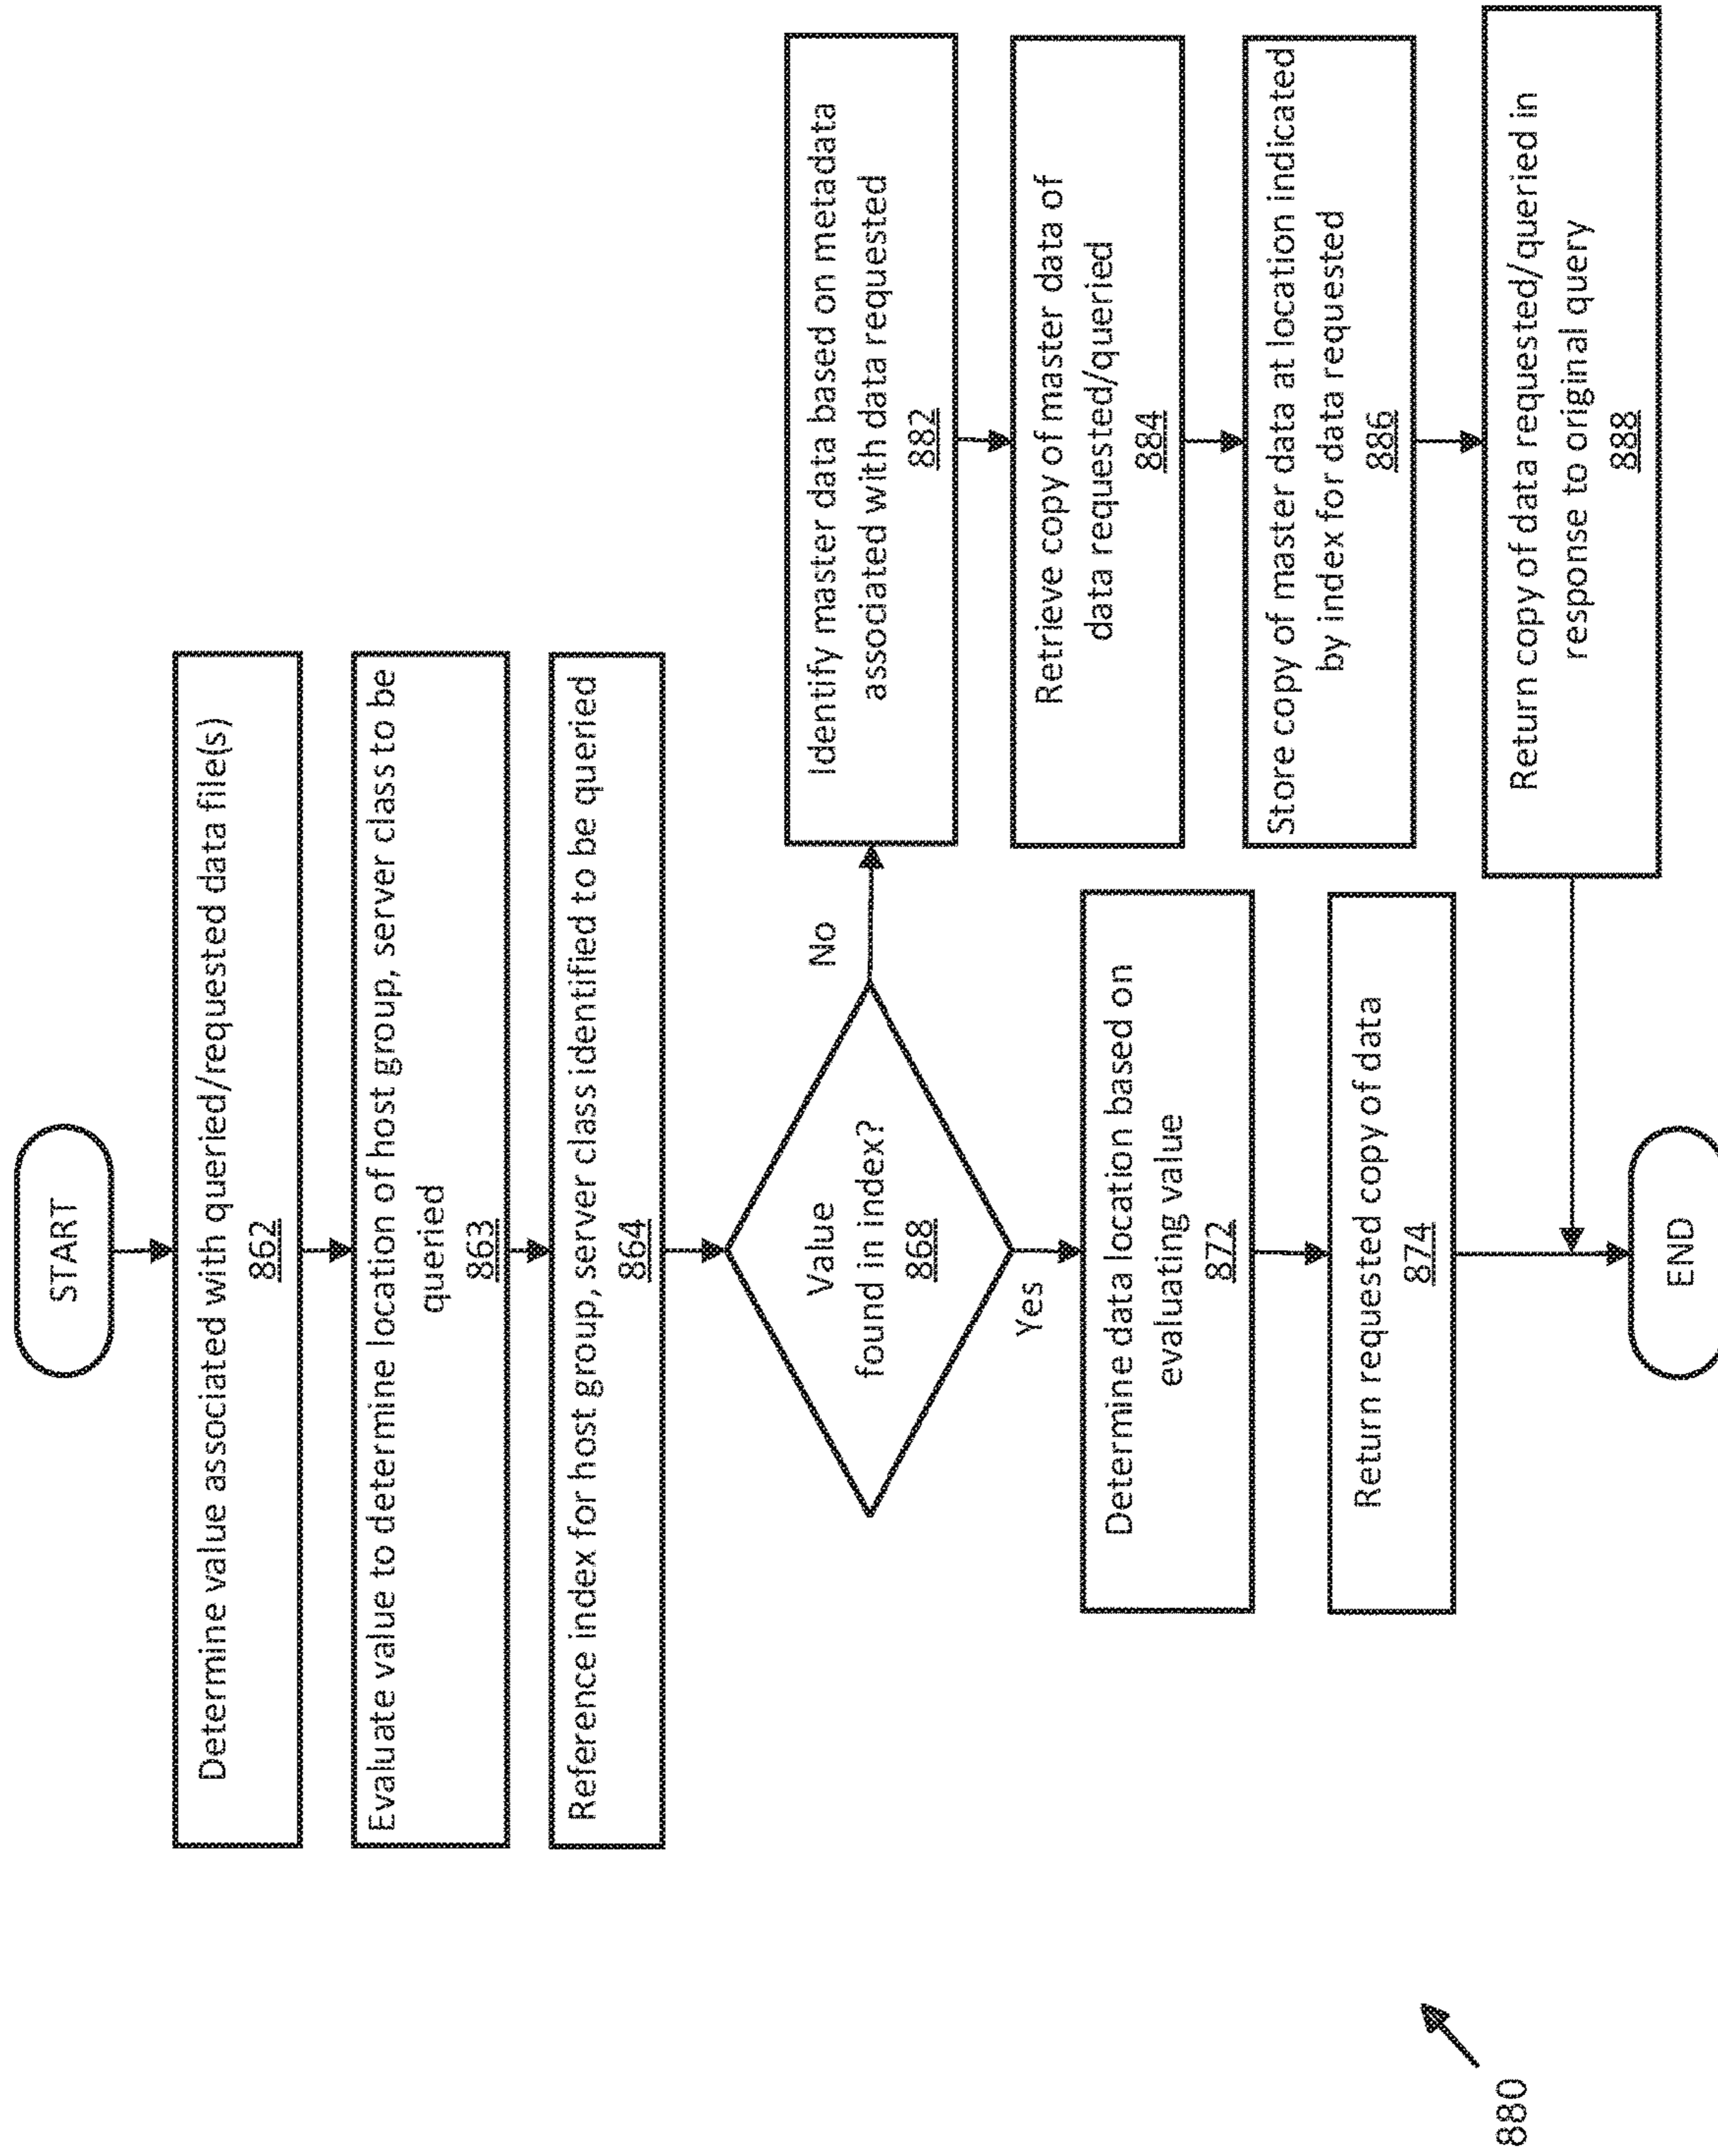 START
Determine value associated with queried/requested data file(s)
862
Evaluate value to determine location of host group, server class to be
queried
863
Reference index for host group, server class identified to be queried
864
Value
found in index?
868
No
Yes
Identify master data based on metadata
associated with data requested
882
Retrieve copy of master data of
data requested/queried
884
Store copy of master data at location indicated
by index for data requested
886
Return copy of data requested/queried in
response to original query
888
Determine data location based on
evaluating value
872
Return requested copy of data
874
END
880